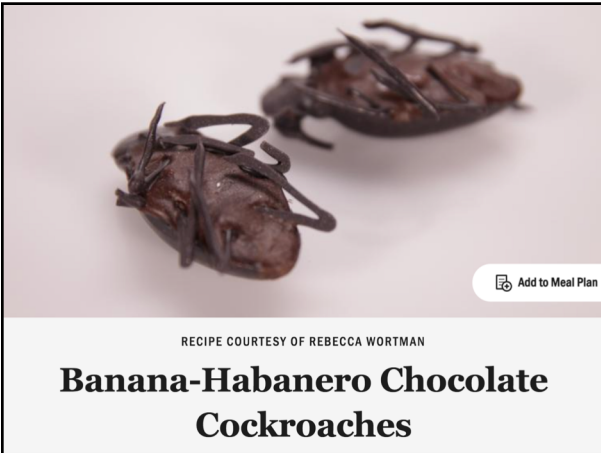 Add to Meal Plan
RECIPE COURTESY OF REBECCA WORTMAN
Banana-Habanero Chocolate
Cockroaches